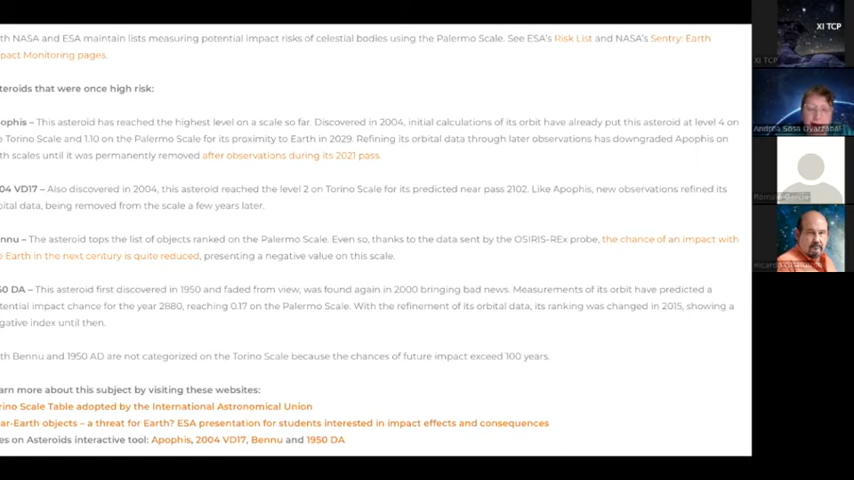 th NASA and ESA maintain lists measuring potential impact risks of celestial bodies using the Palermo Scale. See ESA's Risk List and NASA's Sentry: Earth
pact Monitoring pages.
teroids that were once high risk:
ophis – This asteroid has reached the highest level on a scale so far. Discovered in 2004, initial calculations of its orbit have already put this asteroid at level 4 on
e Torino Scale and 1.10 on the Palermo Scale for its proximity to Earth in 2029. Refining its orbital data through later observations has downgraded Apophis on
th scales until it was permanently removed after observations during its 2021 pass.
04 VD17 – Also discovered in 2004, this asteroid reached the level 2 on Torino Scale for its predicted near pass 2102. Like Apophis, new observations refined its
bital data, being removed from the scale a few years later.
nnu – The asteroid tops the list of objects ranked on the Palermo Scale. Even so, thanks to the data sent by the OSIRIS-REx probe, the chance of an impact with
e Earth in the next century is quite reduced, presenting a negative value on this scale.
50 DA – This asteroid first discovered in 1950 and faded from view, was found again in 2000 bringing bad news. Measurements of its orbit have predicted a
tential impact chance for the year 2880, reaching 0.17 on the Palermo Scale. With the refinement of its orbital data, its ranking was changed in 2015, showing a
gative index until then.
th Bennu and 1950 AD are not categorized on the Torino Scale because the chances of future impact exceed 100 years.
arn more about this subject by visiting these websites:
rino Scale Table adopted by the International Astronomical Union
ar-Earth objects – a threat for Earth? ESA presentation for students interested in impact effects and consequences
es on Asteroids interactive tool: Apophis, 2004 VD17, Bennu and 1950 DA
XI TCP
XI TCP
Andrea Sosa Oyarzabal